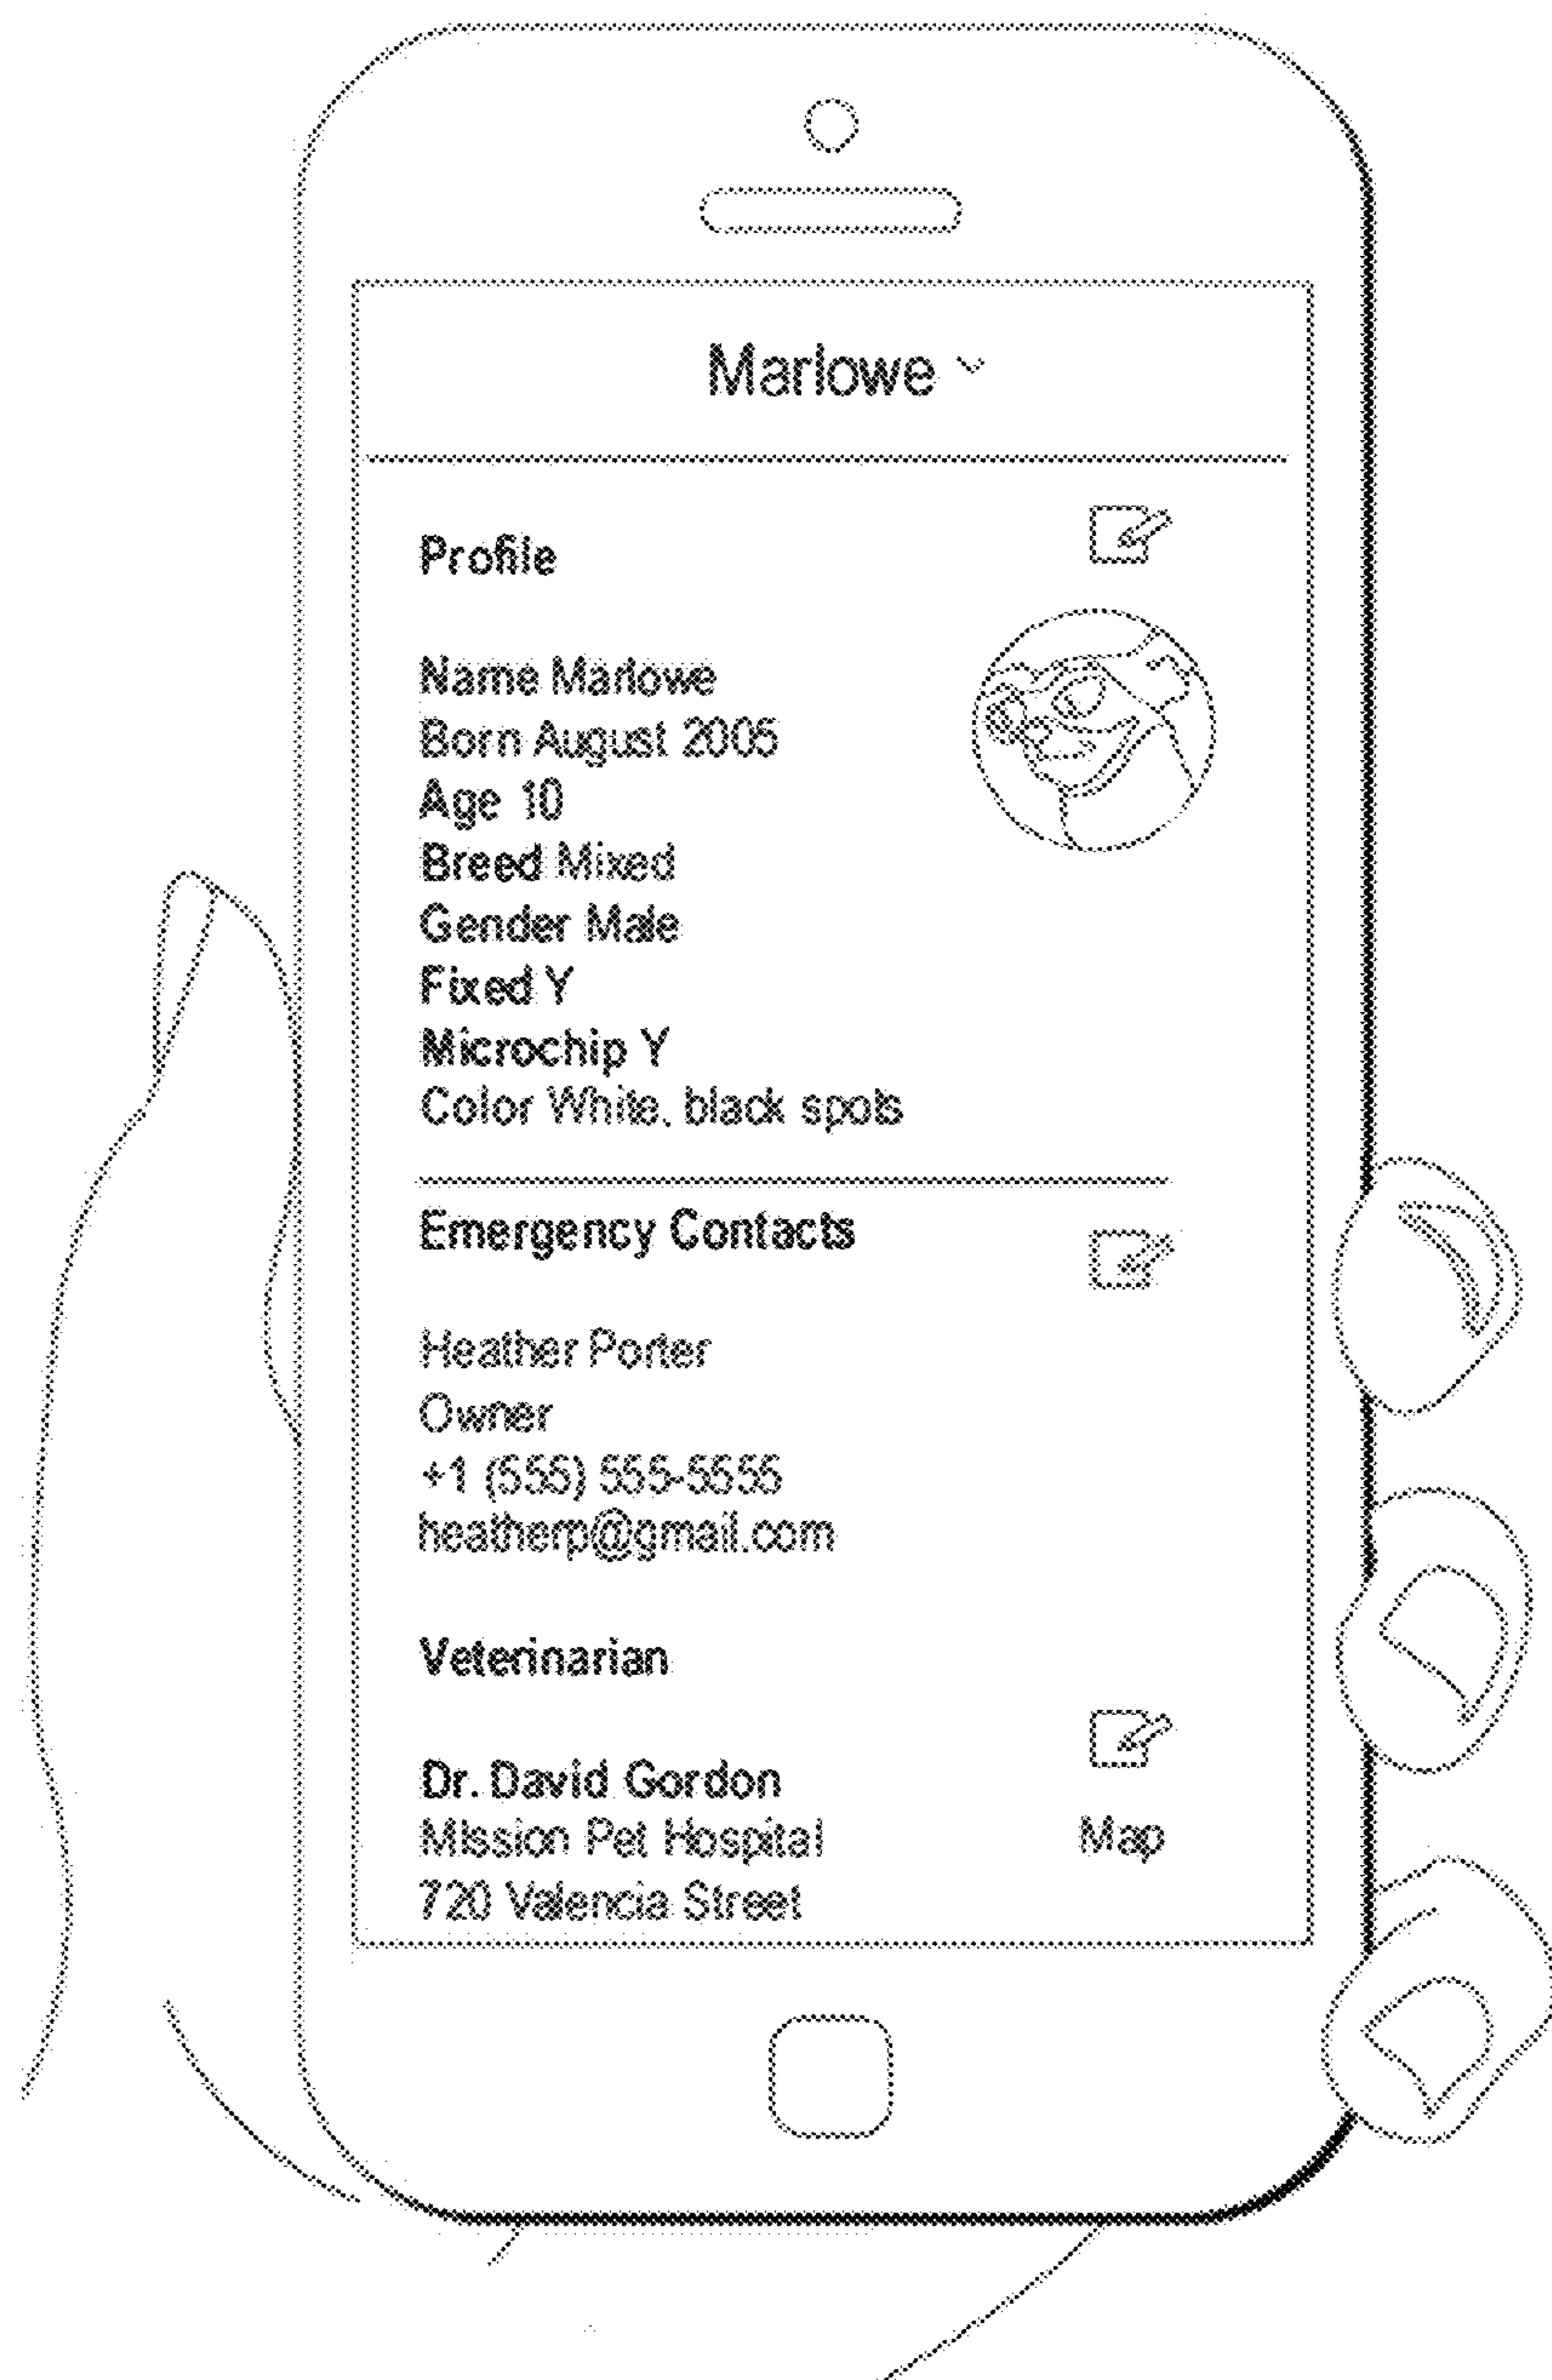 Marlowe
Profile
Name Marlowe
Born August 2005
Age 10
Breed Mixed
Gender Male
Fixed Y
Microchip Y
Color White. black spots
Emergency Contacts
Heather Porter
Owner
+1 (555) 555-5555
heatherp@gmail.com
Veterinarian
Dr. David Gordon
MIssion Pet Hospital
Map
720 Valencia Street